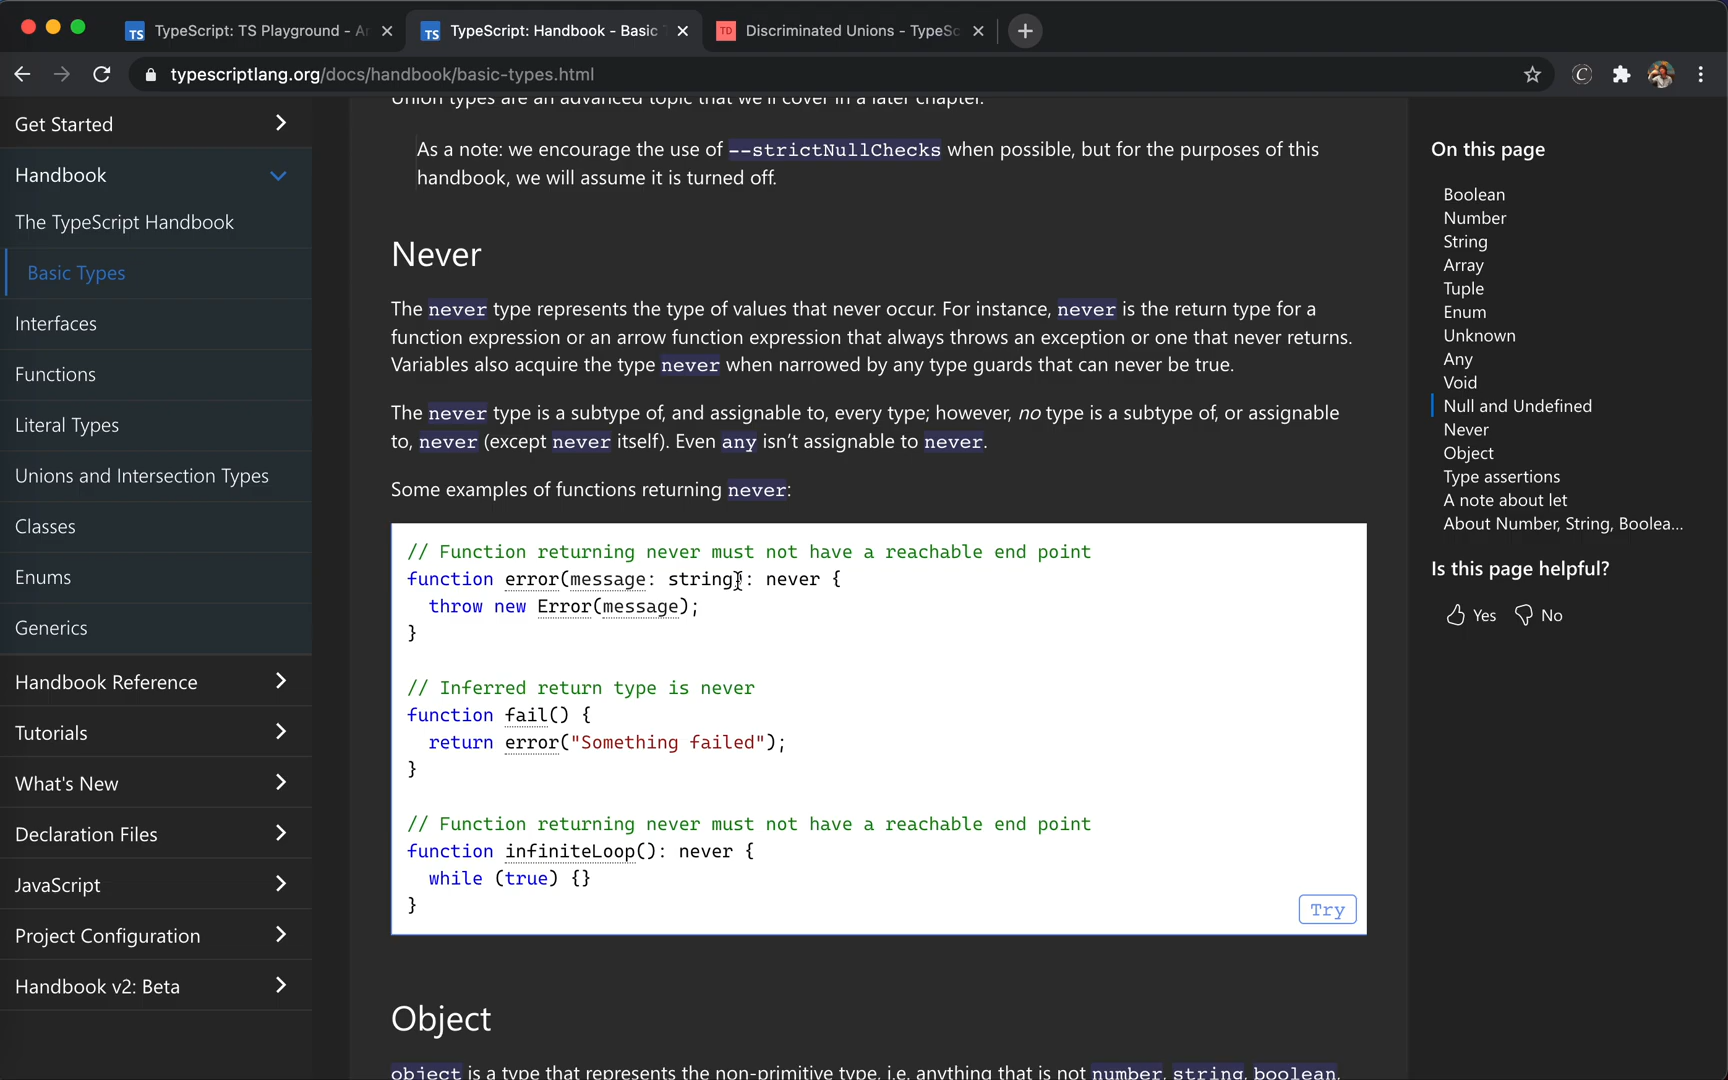 TypeScript: TS Playground - A
TypeScript: Handbook - Basic
Discriminated Unions - TypeSc
typescriptlang.org/docs/handbook/basic-types.html
Get Started
Handbook
The TypeScript Handbook
Basic Types
Interfaces
Functions
Literal Types
Unions and Intersection Types
Classes
Enums
Generics
Handbook Reference
Tutorials
What's New
Declaration Files
JavaScript
Project Configuration
Handbook v2: Beta
Union types are an advanced topic that we'll cover in a later chapter.
As a note: we encourage the use of --strictNullChecks when possible, but for the purposes of this
handbook, we will assume it is turned off.
Never
The never type represents the type of values that never occur. For instance, never is the return type for a
function expression or an arrow function expression that always throws an exception or one that never returns.
Variables also acquire the type never when narrowed by any type guards that can never be true.
The never type is a subtype of, and assignable to, every type; however, no type is a subtype of, or assignable
to, never (except never itself). Even any isn't assignable to never.
Some examples of functions returning never:
// Function returning never must not have a reachable end point
function error(message: string): never {
throw new Error(message);
}
// Inferred return type is never
function fail() {
return error("Something failed");
}
// Function returning never must not have a reachable end point
function infiniteLoop(): never {
while (true) {}
}
Try
Object
object is a type that represents the non-primitive type, i.e. anything that is not number, string, boolean,
On this page
Boolean
Number
String
Array
Tuple
Enum
Unknown
Any
Void
Null and Undefined
Never
Object
Type assertions
A note about let
About Number, String, Boolea...
Is this page helpful?
Yes No